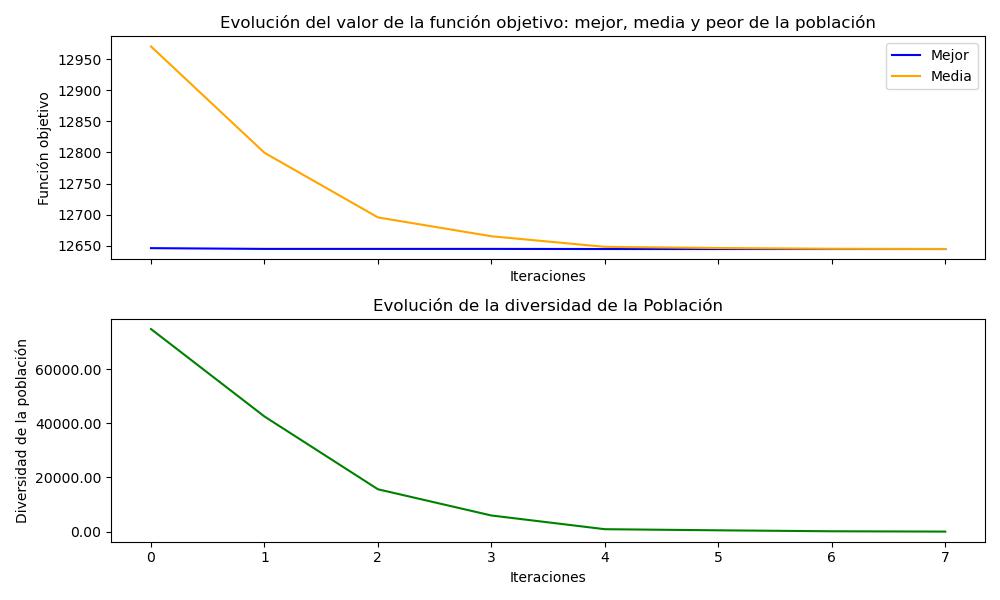 Evolución del valor de la función objetivo: mejor, media y peor de la población
Función objetivo
12950
12900
12850
12800
12750
12700
12650
Mejor
Media
Iteraciones
Evolución de la diversidad de la Población
Diversidad de la población
60000.00
40000.00
20000.00
0.00
0 1 2 3 4 5 6 7
Iteraciones